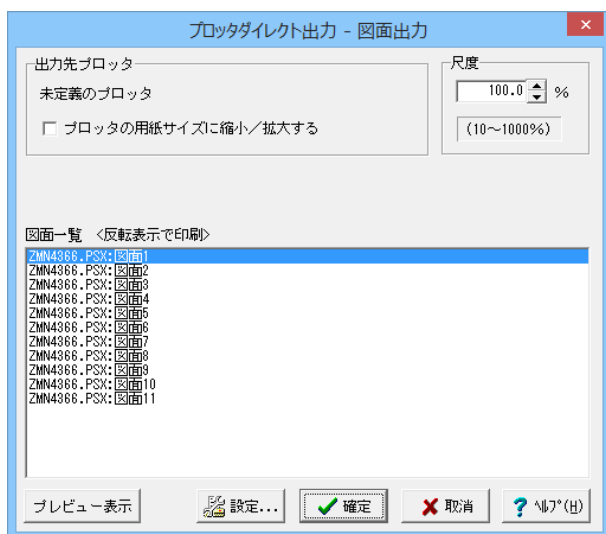 プロッタダイレクト出力 - 図面出力
出力先プロッタ
未定義のプロッタ
プロッタの用紙サイズに縮小／拡大する
尺度
100.0 %
(10～1000%)
図面一覧 <反転表示で印刷>
ZMN4366.PSX:図面1
ZMN4366.PSX:図面2
ZMN4366.PSX:図面3
ZMN4366.PSX:図面4
ZMN4366.PSX:図面5
ZMN4366.PSX:図面6
ZMN4366.PSX:図面7
ZMN4366.PSX:図面8
ZMN4366.PSX:図面9
ZMN4366.PSX:図面10
ZMN4366.PSX:図面11
プレビュー表示
設定...
確定
取消
ﾍﾙﾌﾟ(H)